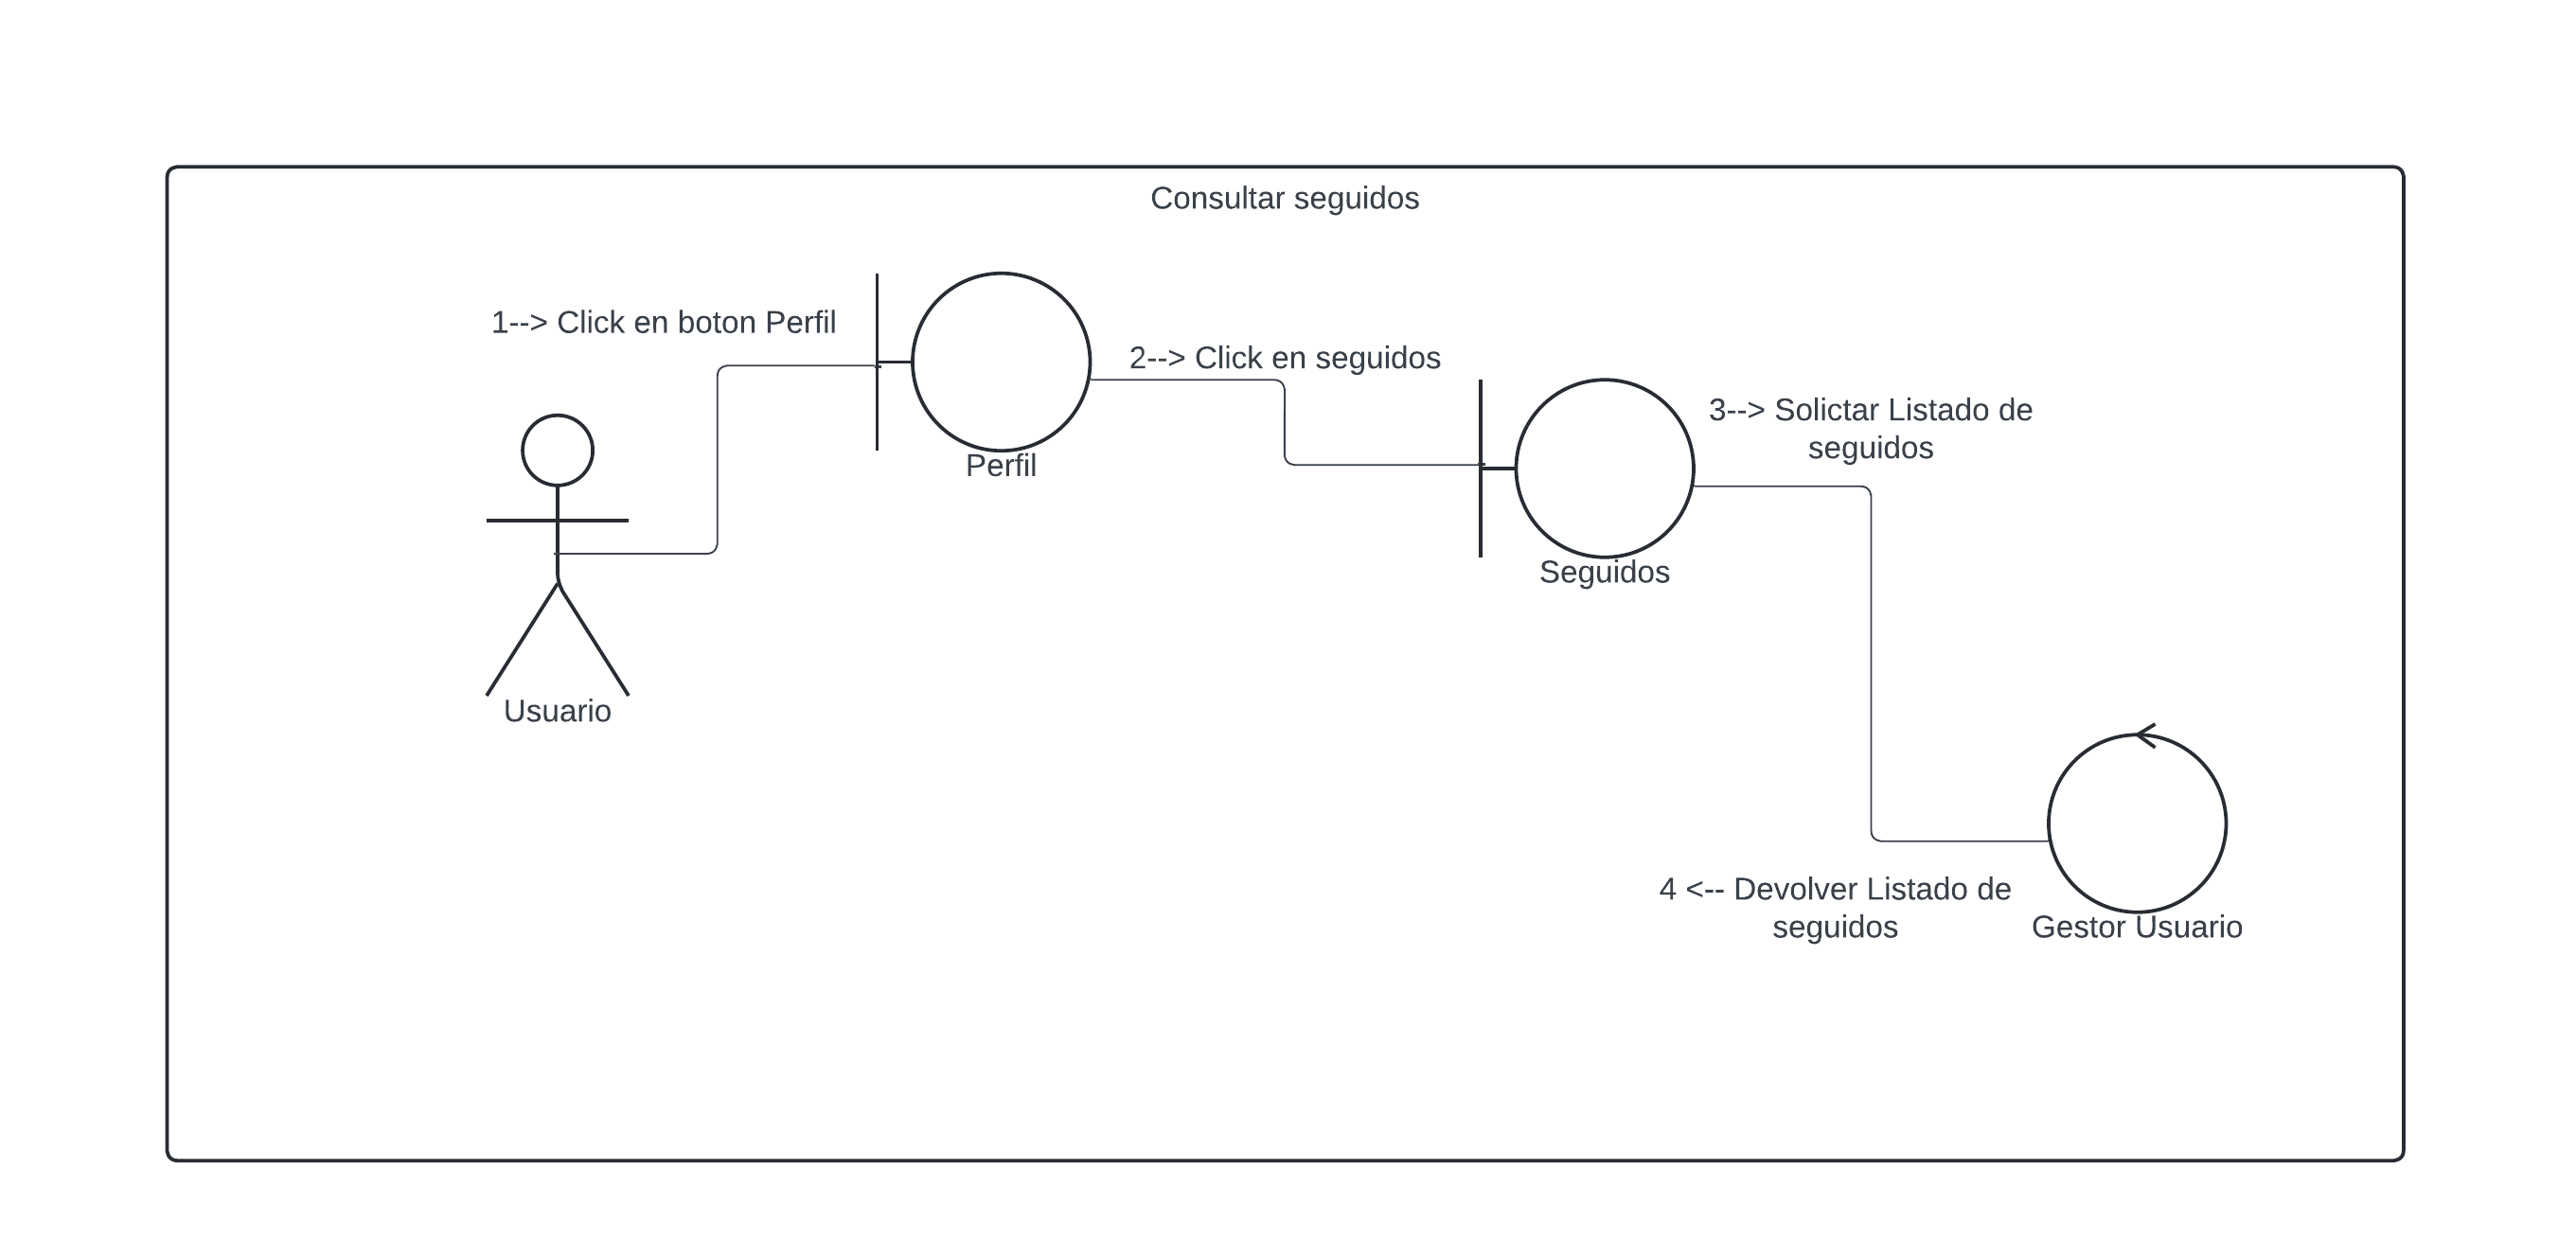 Consultar seguidos
1--> Click en boton Perfil
2--> Click en seguidos
3--> Solictar Listado de
seguidos
Perfil
Seguidos
Usuario
4 <-- Devolver Listado de
seguidos
Gestor Usuario